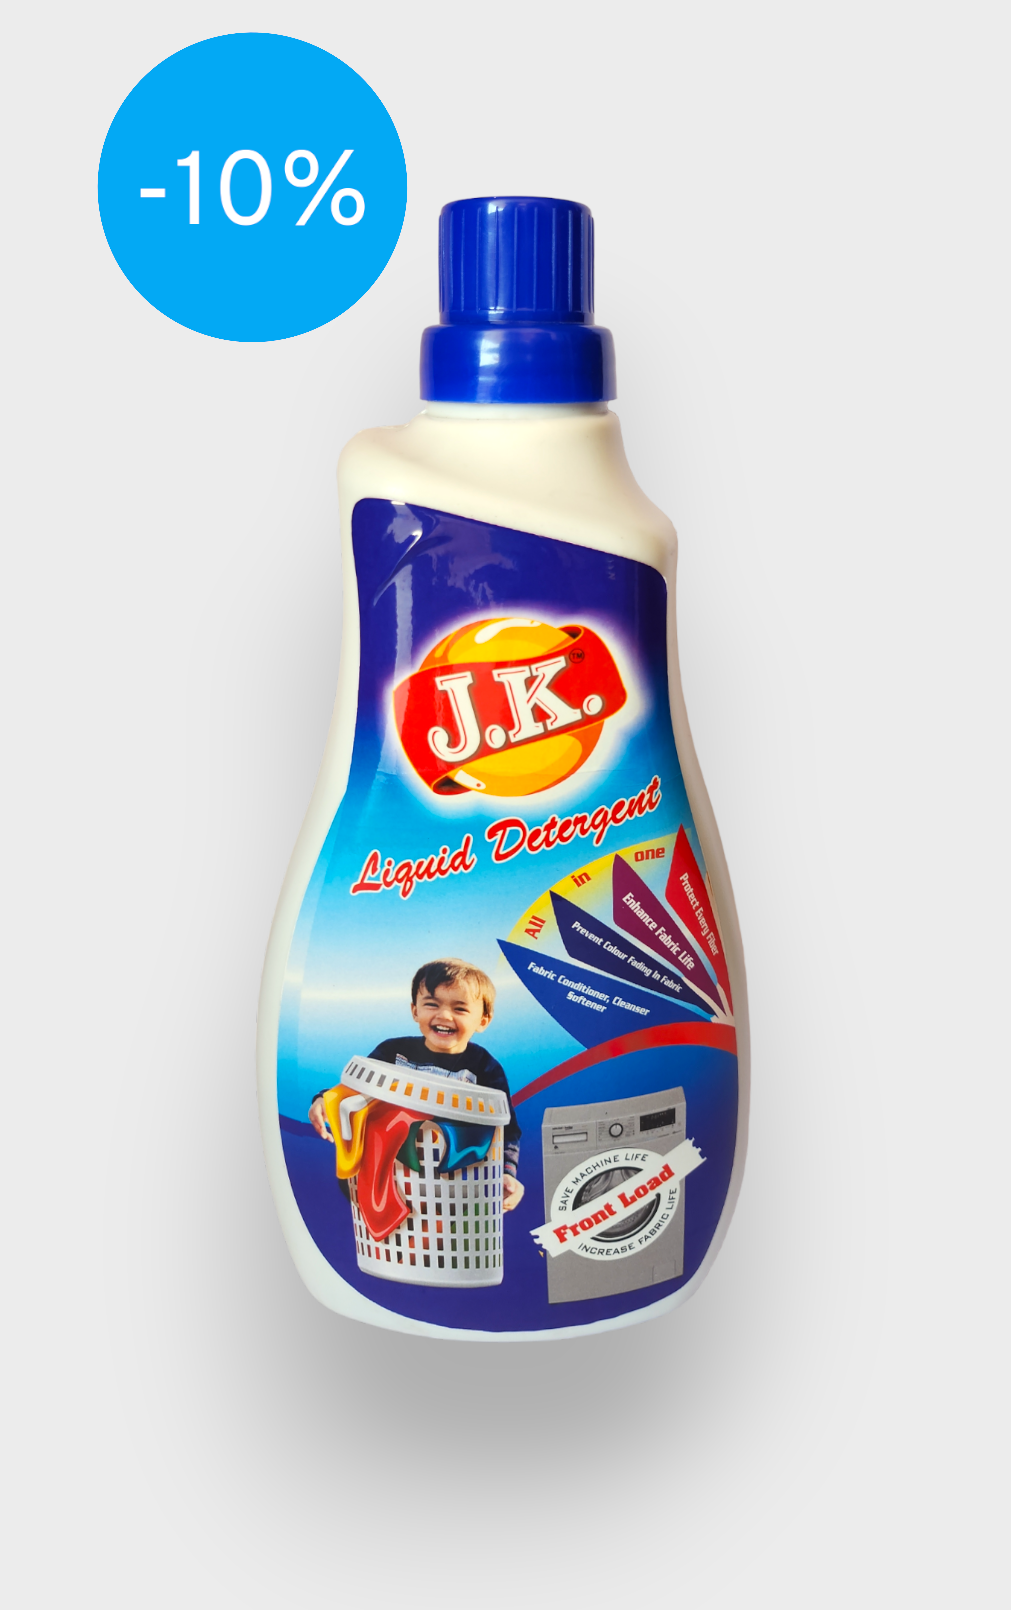 -10%
J.K.
TM
Liquid Detergent
All in one
Protect Every Fiber
Enhance Fabric Life
Prevent Colour Fading In Fabric
Fabric Conditioner, Cleanser
Softener
SAVE MACHINE LIFE
Front Load
INCREASE FABRIC LIFE